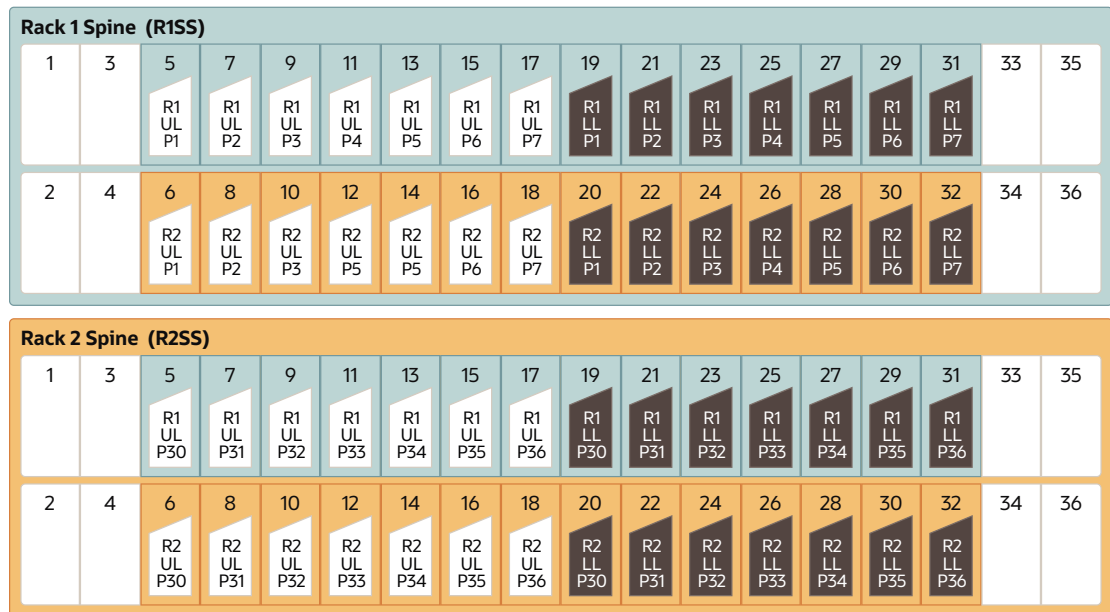 Rack 1 Spine (R1SS)
1 3 5 7 9 11 13 15 17 19 21 23 25 27 29 31 33 35
R1 R1 R1 R1 R1 R1 R1 R1 R1 R1 R1 R1 R1 R1
UL UL UL UL UL UL UL LL LL LL LL LL LL LL
P1 P2 P3 P4 P5 P6 P7 P1 P2 P3 P4 P5 P6 P7
2 4 6 8 10 12 14 16 18 20 22 24 26 28 30 32 34 36
R2 R2 R2 R2 R2 R2 R2 R2 R2 R2 R2 R2 R2 R2
UL UL UL UL UL UL UL LL LL LL LL LL LL LL
P1 P2 P3 P5 P5 P6 P7 P1 P2 P3 P4 P5 P6 P7
Rack 2 Spine (R2SS)
1 3 5 7 9 11 13 15 17 19 21 23 25 27 29 31 33 35
R1 R1 R1 R1 R1 R1 R1 R1 R1 R1 R1 R1 R1 R1
UL UL UL UL UL UL UL LL LL LL LL LL LL LL
P30 P31 P32 P33 P34 P35 P36 P30 P31 P32 P33 P34 P35 P36
2 4 6 8 10 12 14 16 18 20 22 24 26 28 30 32 34 36
R2 R2 R2 R2 R2 R2 R2 R2 R2 R2 R2 R2 R2 R2
UL UL UL UL UL UL UL LL LL LL LL LL LL LL
P30 P31 P32 P33 P34 P35 P36 P30 P31 P32 P33 P34 P35 P36